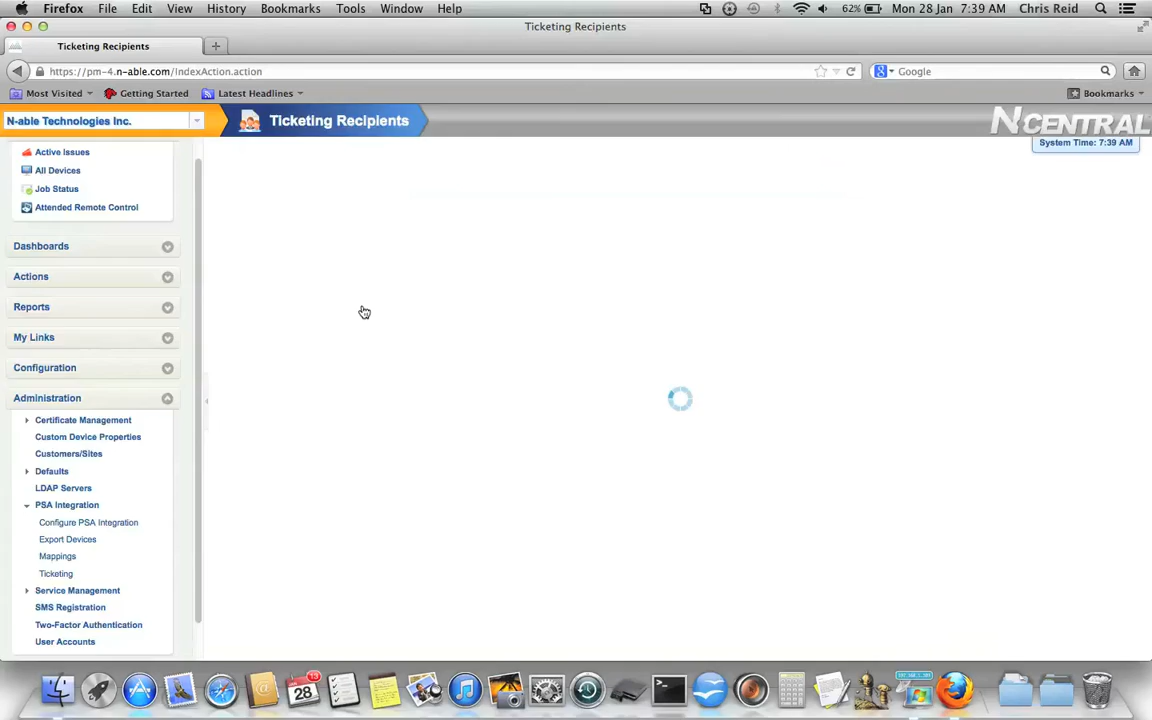 Firefox File Edit View History Bookmarks Tools Window Help 62% Mon 28 Jan 7:39 AM Chris Reid
Ticketing Recipients
Ticketing Recipients
https://pm-4.n-able.com/IndexAction.action Google
Most Visited Getting Started Latest Headlines Bookmarks
N-able Technologies Inc. Ticketing Recipients N-CENTRAL
System Time: 7:39 AM
Active Issues
All Devices
Job Status
Attended Remote Control
Dashboards
Actions
Reports
My Links
Configuration
Administration
Certificate Management
Custom Device Properties
Customers/Sites
Defaults
LDAP Servers
PSA Integration
Configure PSA Integration
Export Devices
Mappings
Ticketing
Service Management
SMS Registration
Two-Factor Authentication
User Accounts
28